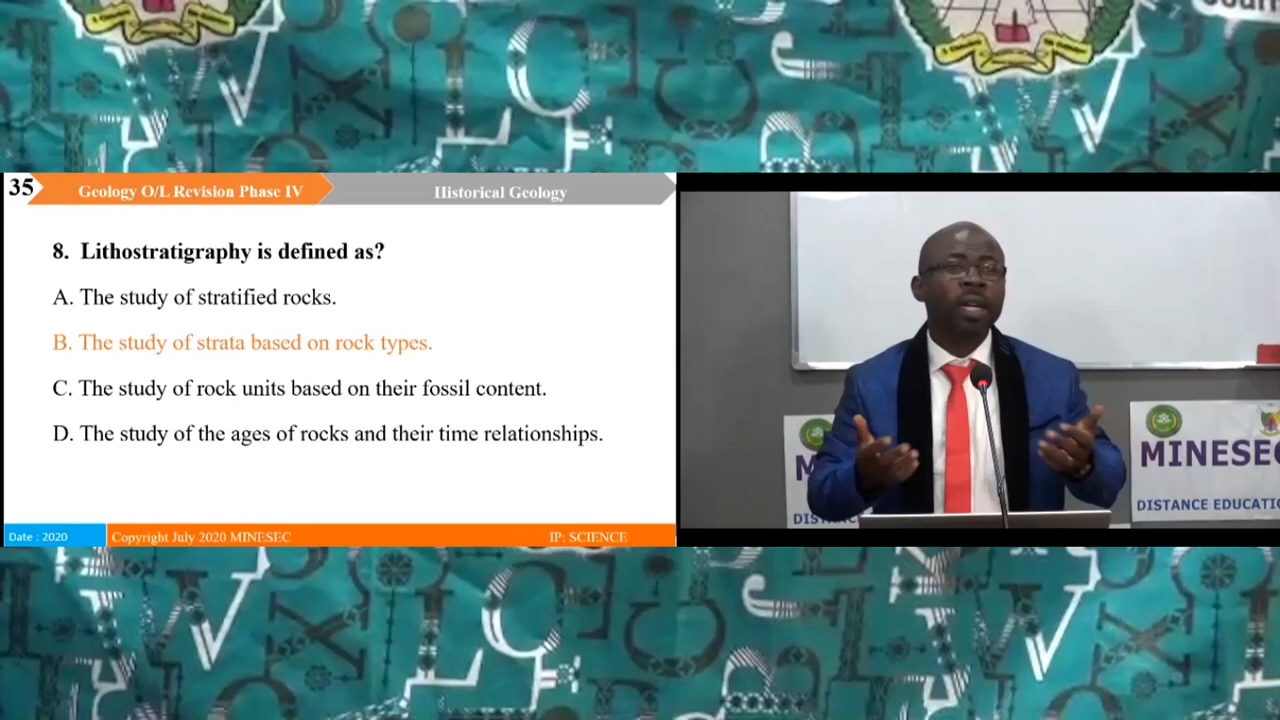 35
Geology O/L Revision Phase IV
Historical Geology
8. Lithostratigraphy is defined as?
A. The study of stratified rocks.
B. The study of strata based on rock types.
C. The study of rock units based on their fossil content.
D. The study of the ages of rocks and their time relationships.
Date : 2020
Copyright July 2020 MINESEC
IP: SCIENCE
MINESEC
DISTANCE EDUCATIO